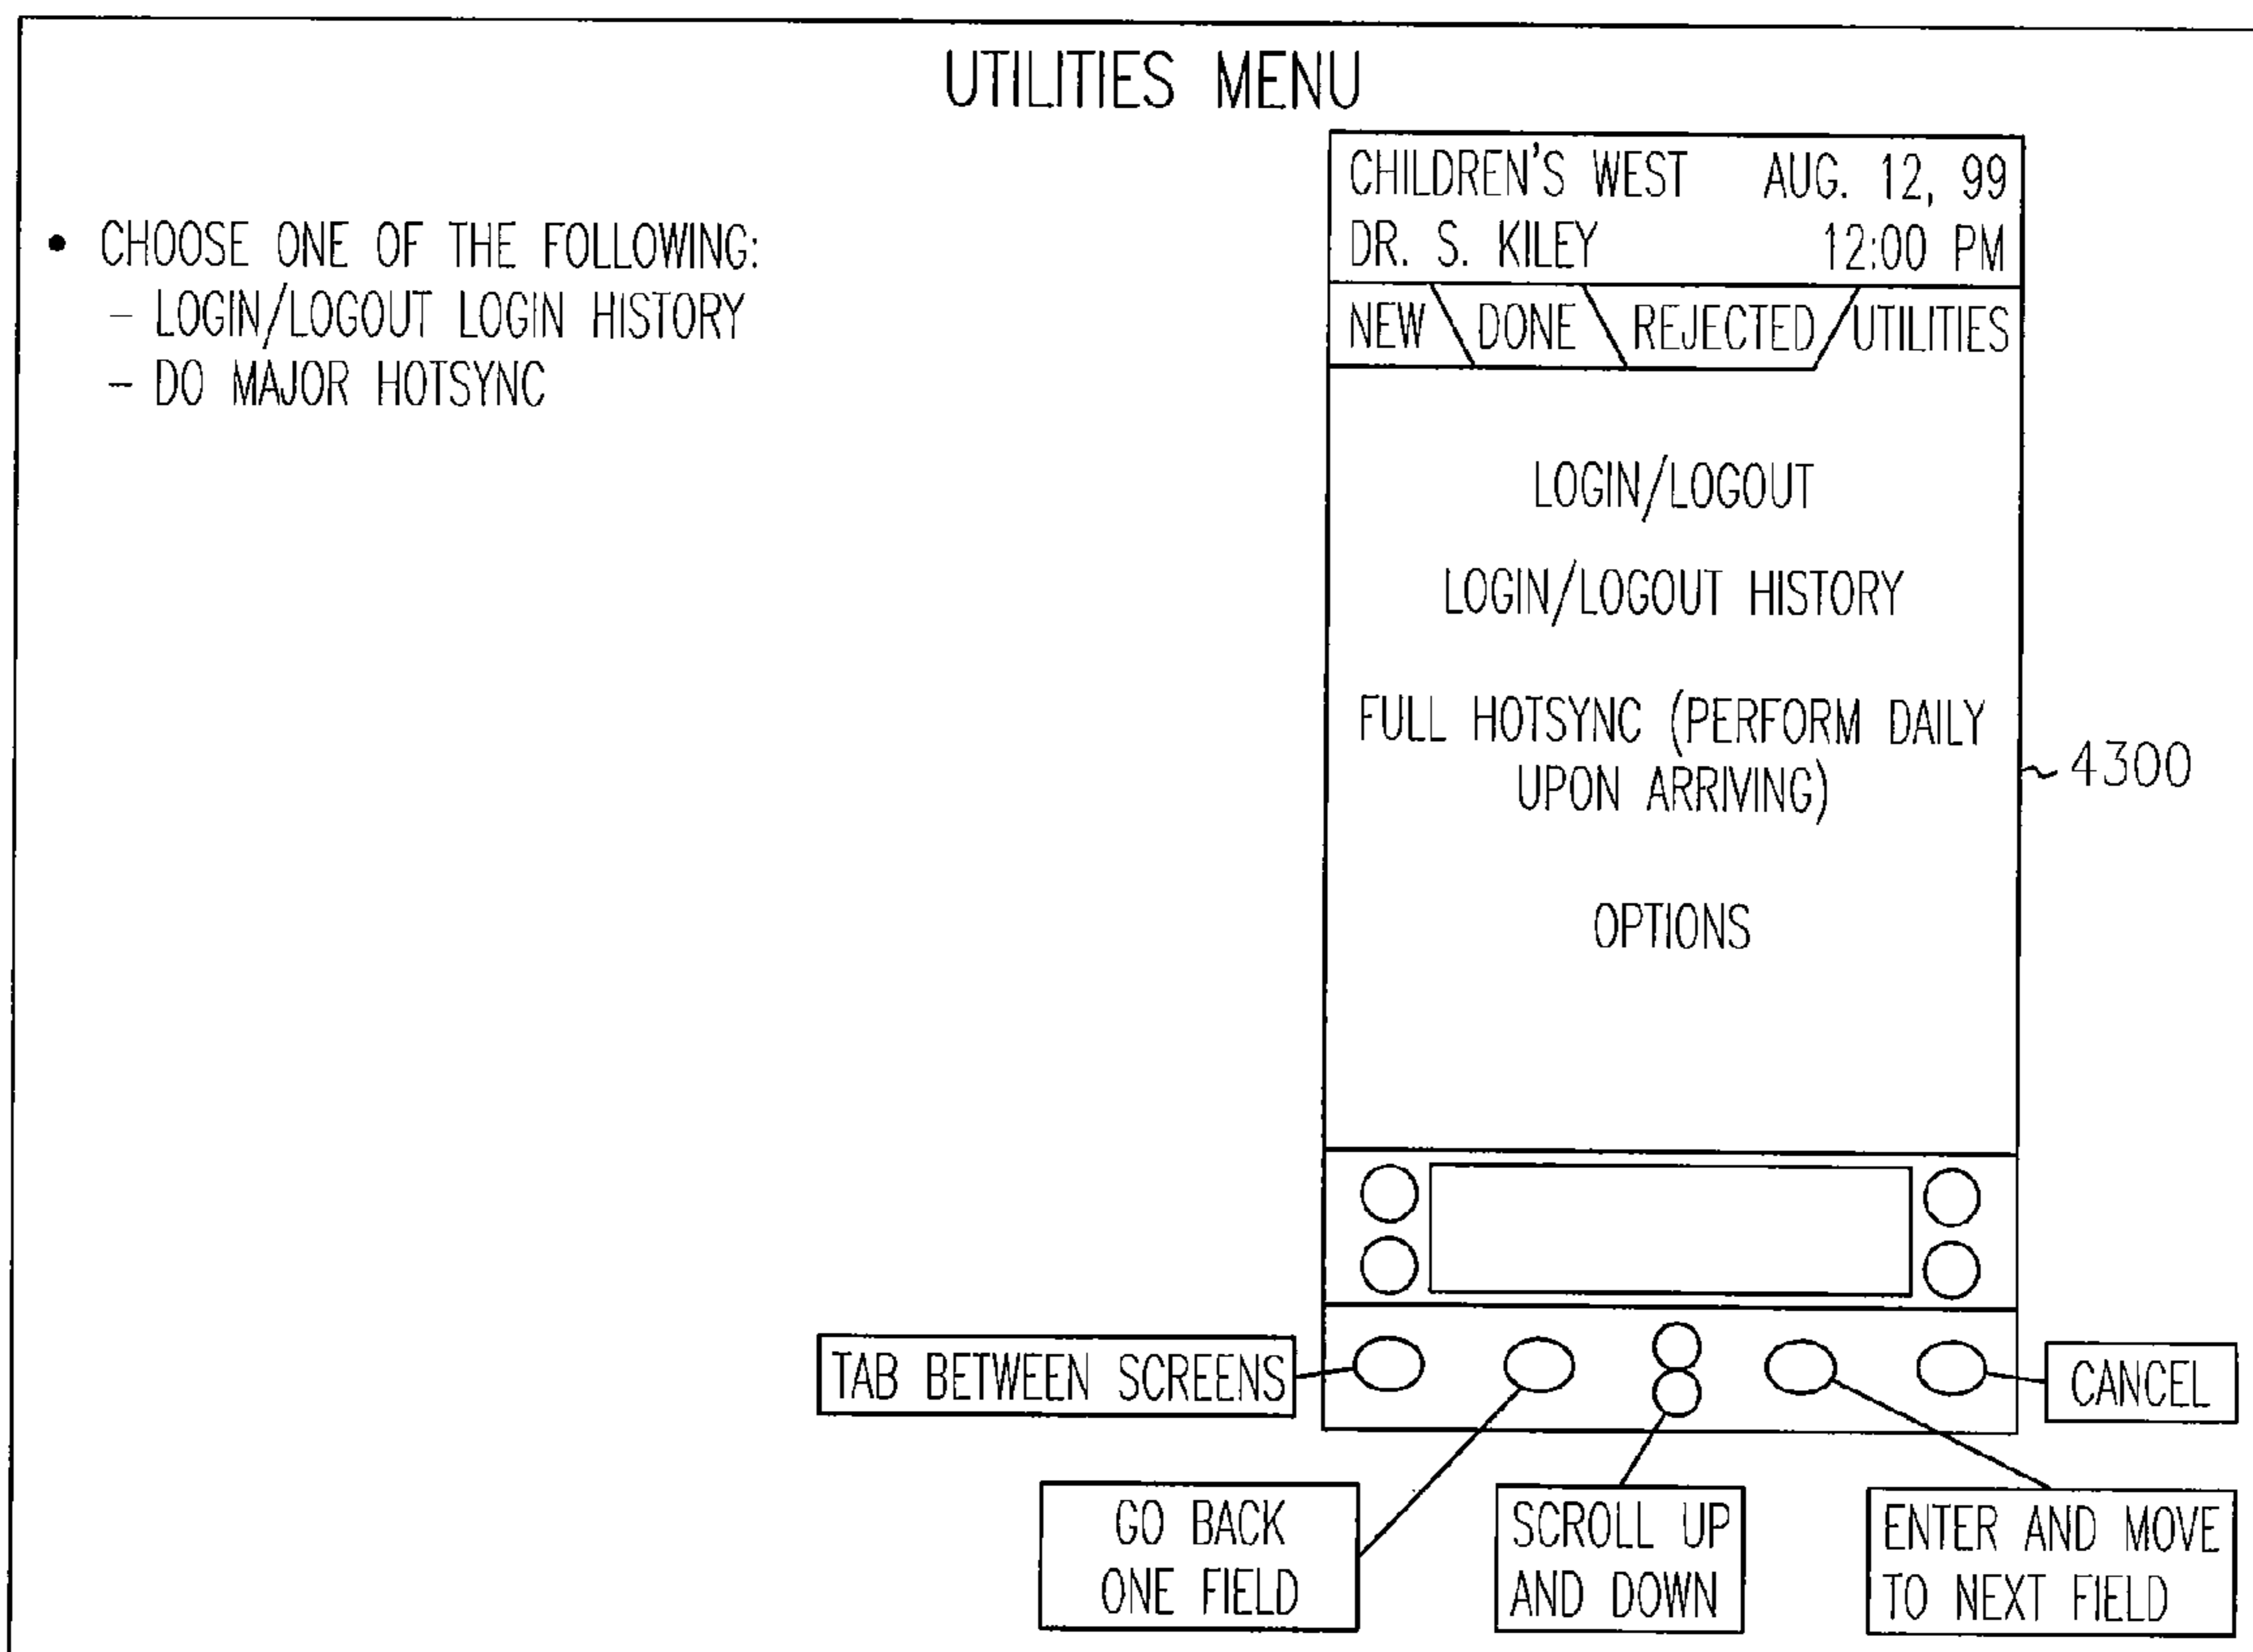 UTILITIES MENU
• CHOOSE ONE OF THE FOLLOWING:
– LOGIN/LOGOUT LOGIN HISTORY
– DO MAJOR HOTSYNC
CHILDREN'S WEST AUG. 12, 99
DR. S. KILEY 12:00 PM
NEW DONE REJECTED UTILITIES
LOGIN/LOGOUT
LOGIN/LOGOUT HISTORY
FULL HOTSYNC (PERFORM DAILY
UPON ARRIVING)
OPTIONS
4300
TAB BETWEEN SCREENS
CANCEL
GO BACK
ONE FIELD
SCROLL UP
AND DOWN
ENTER AND MOVE
TO NEXT FIELD